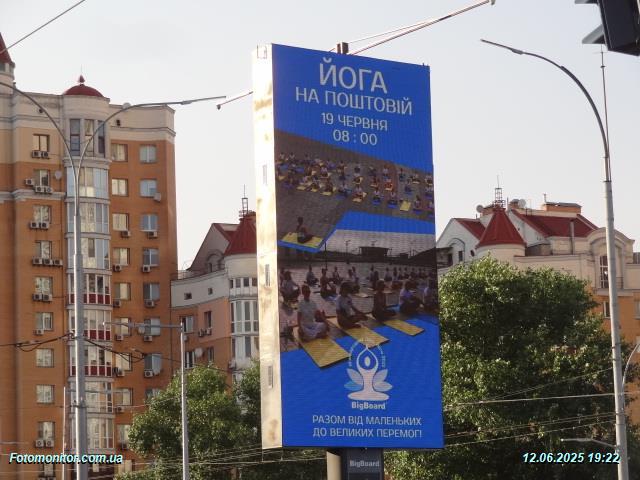 ЙОГА
НА ПОШТОВІЙ
19 ЧЕРВНЯ
08 : 00
BigBoard
РАЗОМ ВІД МАЛЕНЬКИХ
ДО ВЕЛИКИХ ПЕРЕМОГ!
BigBoard
Fotomonitor.com.ua
12.06.2025 19:22